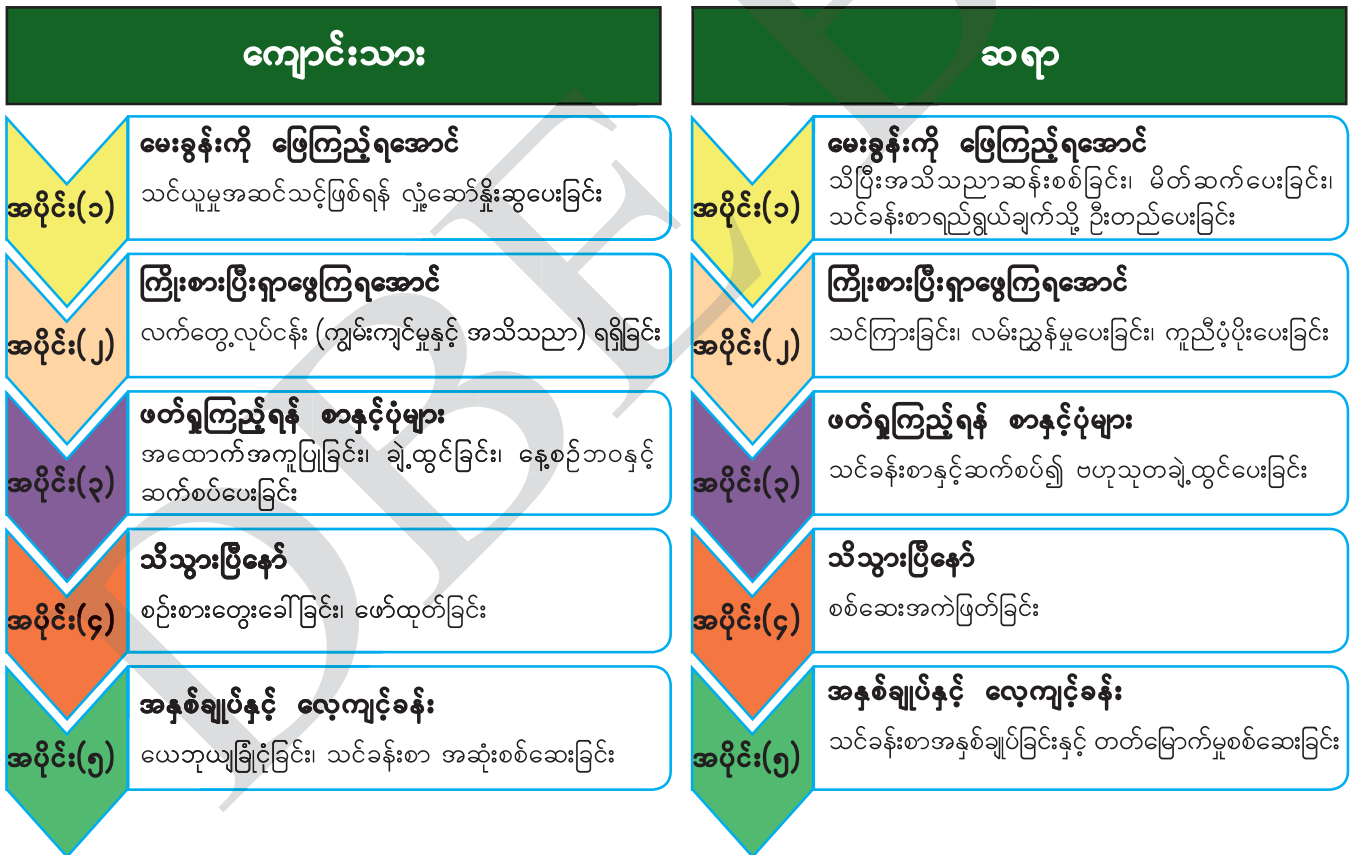 ကျောင်းသား
အပိုင်း(၁)
မေးခွန်းကို ဖြေကြည့်ရအောင်
သင်ယူမှုအဆင်သင့်ဖြစ်ရန် လှုံ့ဆော်နှိုးဆွပေးခြင်း
အပိုင်း(၂)
ကြိုးစားပြီးရှာဖွေကြရအောင်
လက်တွေ့လုပ်ငန်း (ကျွမ်းကျင်မှုနှင့် အသိသညာ) ရရှိခြင်း
အပိုင်း(၃)
ဖတ်ရှုကြည့်ရန် စာနှင့်ပုံများ
အထောက်အကူပြုခြင်း၊ ချဲ့ထွင်ခြင်း၊ နေ့စဉ်ဘဝနှင့်
ဆက်စပ်ပေးခြင်း
အပိုင်း(၄)
သိသွားပြီနော်
စဉ်းစားတွေးခေါ်ခြင်း၊ ဖော်ထုတ်ခြင်း
အပိုင်း(၅)
အနှစ်ချုပ်နှင့် လေ့ကျင့်ခန်း
ယေဘုယျခြုံငုံခြင်း၊ သင်ခန်းစာ အဆုံးစစ်ဆေးခြင်း
ဆရာ
အပိုင်း(၁)
မေးခွန်းကို ဖြေကြည့်ရအောင်
သိပြီးအသိသညာဆန်းစစ်ခြင်း၊ မိတ်ဆက်ပေးခြင်း၊
သင်ခန်းစာရည်ရွယ်ချက်သို့ ဦးတည်ပေးခြင်း
အပိုင်း(၂)
ကြိုးစားပြီးရှာဖွေကြရအောင်
သင်ကြားခြင်း၊ လမ်းညွှန်မှုပေးခြင်း၊ ကူညီပံ့ပိုးပေးခြင်း
အပိုင်း(၃)
ဖတ်ရှုကြည့်ရန် စာနှင့်ပုံများ
သင်ခန်းစာနှင့်ဆက်စပ်၍ ဗဟုသုတချဲ့ထွင်ပေးခြင်း
အပိုင်း(၄)
သိသွားပြီနော်
စစ်ဆေးအကဲဖြတ်ခြင်း
အပိုင်း(၅)
အနှစ်ချုပ်နှင့် လေ့ကျင့်ခန်း
သင်ခန်းစာအနှစ်ချုပ်ခြင်းနှင့် တတ်မြောက်မှုစစ်ဆေးခြင်း
DBE